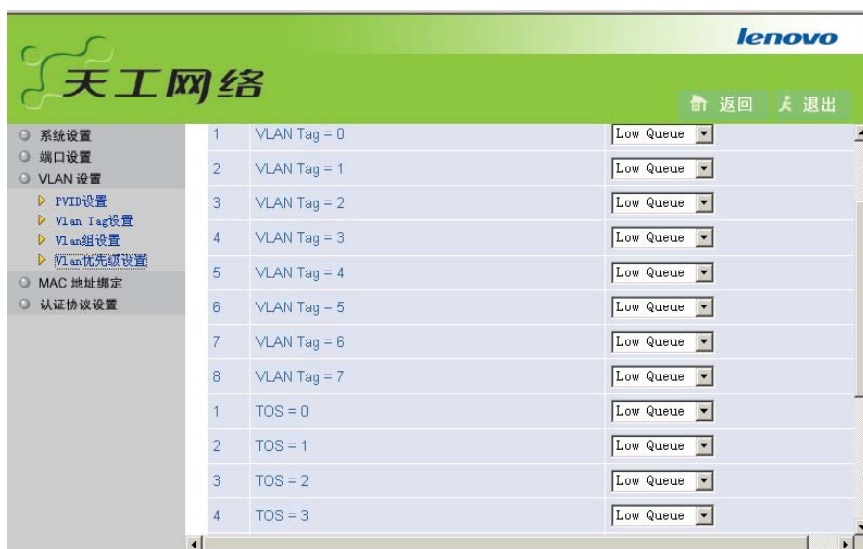 lenovo
天工网络
返回 退出
系统设置
端口设置
VLAN 设置
PVID设置
Vlan Tag设置
Vlan组设置
Vlan优先级设置
MAC 地址绑定
认证协议设置
1 VLAN Tag = 0 Low Queue
2 VLAN Tag = 1 Low Queue
3 VLAN Tag = 2 Low Queue
4 VLAN Tag = 3 Low Queue
5 VLAN Tag = 4 Low Queue
6 VLAN Tag = 5 Low Queue
7 VLAN Tag = 6 Low Queue
8 VLAN Tag = 7 Low Queue
1 TOS = 0 Low Queue
2 TOS = 1 Low Queue
3 TOS = 2 Low Queue
4 TOS = 3 Low Queue